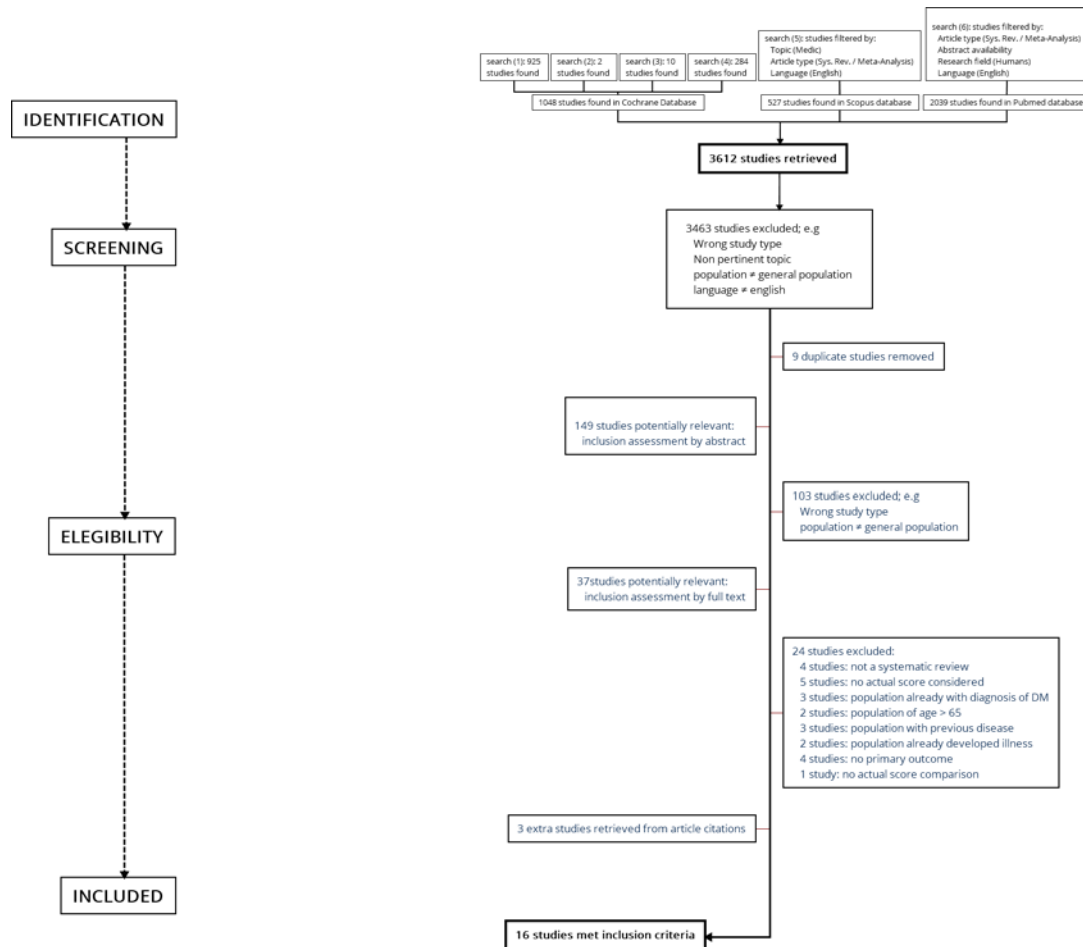 search (1): 925
studies found
search (2): 2
studies found
search (3): 10
studies found
search (4): 284
studies found
search (5): studies filtered by:
Topic (Medic)
Article type (Sys. Rev. / Meta-Analysis)
Language (English)
search (6): studies filtered by:
Article type (Sys. Rev. / Meta-Analysis)
Abstract availability
Research field (Humans)
Language (English)
1048 studies found in Cochrane Database
527 studies found in Scopus database
2039 studies found in Pubmed database
IDENTIFICATION
3612 studies retrieved
SCREENING
3463 studies excluded; e.g
Wrong study type
Non pertinent topic
population ≠ general population
language ≠ english
9 duplicate studies removed
149 studies potentially relevant:
inclusion assessment by abstract
103 studies excluded; e.g
Wrong study type
population ≠ general population
ELEGIBILITY
37studies potentially relevant:
inclusion assessment by full text
24 studies excluded:
4 studies: not a systematic review
5 studies: no actual score considered
3 studies: population already with diagnosis of DM
2 studies: population of age > 65
3 studies: population with previous disease
2 studies: population already developed illness
4 studies: no primary outcome
1 study: no actual score comparison
3 extra studies retrieved from article citations
INCLUDED
16 studies met inclusion criteria